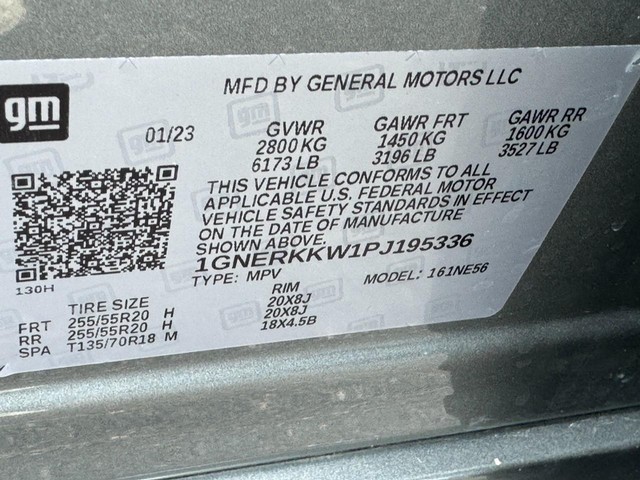 gm
MFD BY GENERAL MOTORS LLC
01/23 GVWR GAWR FRT GAWR RR
2800 KG 1450 KG 1600 KG
6173 LB 3196 LB 3527 LB
THIS VEHICLE CONFORMS TO ALL
APPLICABLE U.S. FEDERAL MOTOR
VEHICLE SAFETY STANDARDS IN EFFECT
ON THE DATE OF MANUFACTURE
SHOWN ABOVE.
1GNERKKW1PJ195336
TYPE: MPV MODEL: 161NE56
130H
TIRE SIZE RIM
FRT 255/55R20 H 20X8J
RR 255/55R20 H 20X8J
SPA T135/70R18 M 18X4.5B